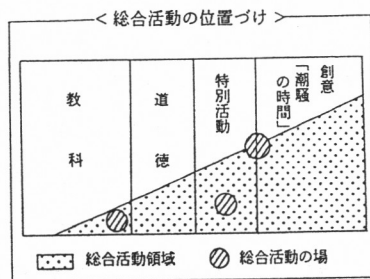 <総合活動の位置づけ>
教科
道徳
特別活動
創意
「潮騒の時間」
総合活動領域
総合活動の場